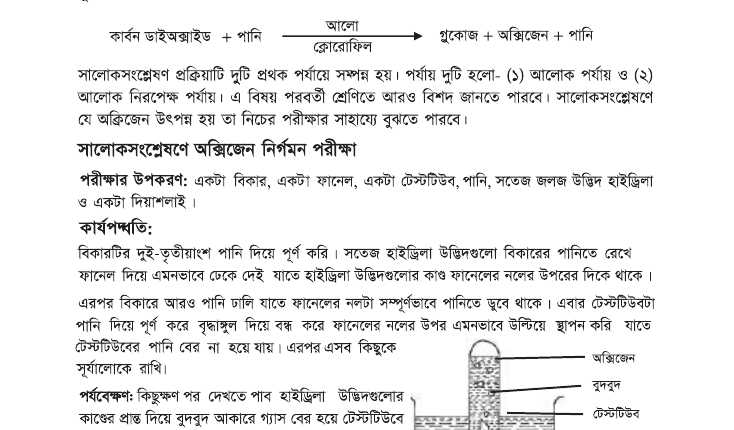 আলো
কার্বন ডাইঅক্সাইড + পানি → গ্লুকোজ + অক্সিজেন + পানি
ক্লোরোফিল
সালোকসংশ্লেষণ প্রক্রিয়াটি দুটি প্রথক পর্যায়ে সম্পন্ন হয়। পর্যায় দুটি হলো- (১) আলোক পর্যায় ও (২)
আলোক নিরপেক্ষ পর্যায়। এ বিষয় পরবর্তী শ্রেণিতে আরও বিশদ জানতে পারবে। সালোকসংশ্লেষণে
যে অক্রিজেন উৎপন্ন হয় তা নিচের পরীক্ষার সাহায্যে বুঝতে পারবে।
সালোকসংশ্লেষণে অক্সিজেন নির্গমন পরীক্ষা
পরীক্ষার উপকরণ: একটা বিকার, একটা ফানেল, একটা টেস্টটিউব, পানি, সতেজ জলজ উদ্ভিদ হাইড্রিলা
ও একটা দিয়াশলাই ।
কার্যপদ্ধতি:
বিকারটির দুই-তৃতীয়াংশ পানি দিয়ে পূর্ণ করি । সতেজ হাইড্রিলা উদ্ভিদগুলো বিকারের পানিতে রেখে
ফানেল দিয়ে এমনভাবে ঢেকে দেই যাতে হাইড্রিলা উদ্ভিদগুলোর কাণ্ড ফানেলের নলের উপরের দিকে থাকে ।
এরপর বিকারে আরও পানি ঢালি যাতে ফানেলের নলটা সম্পূর্ণভাবে পানিতে ডুবে থাকে । এবার টেস্টটিউবটা
পানি দিয়ে পূর্ণ করে বৃদ্ধাঙ্গুল দিয়ে বন্ধ করে ফানেলের নলের উপর এমনভাবে উল্টিয়ে স্থাপন করি যাতে
টেস্টটিউবের পানি বের না হয়ে যায়। এরপর এসব কিছুকে
সূর্যালোকে রাখি।
পর্যবেক্ষণ: কিছুক্ষণ পর দেখতে পাব হাইড্রিলা উদ্ভিদগুলোর
কাণ্ডের প্রান্ত দিয়ে বুদবুদ আকারে গ্যাস বের হয়ে টেস্টটিউবে
অক্সিজেন
বুদবুদ
টেস্টটিউব